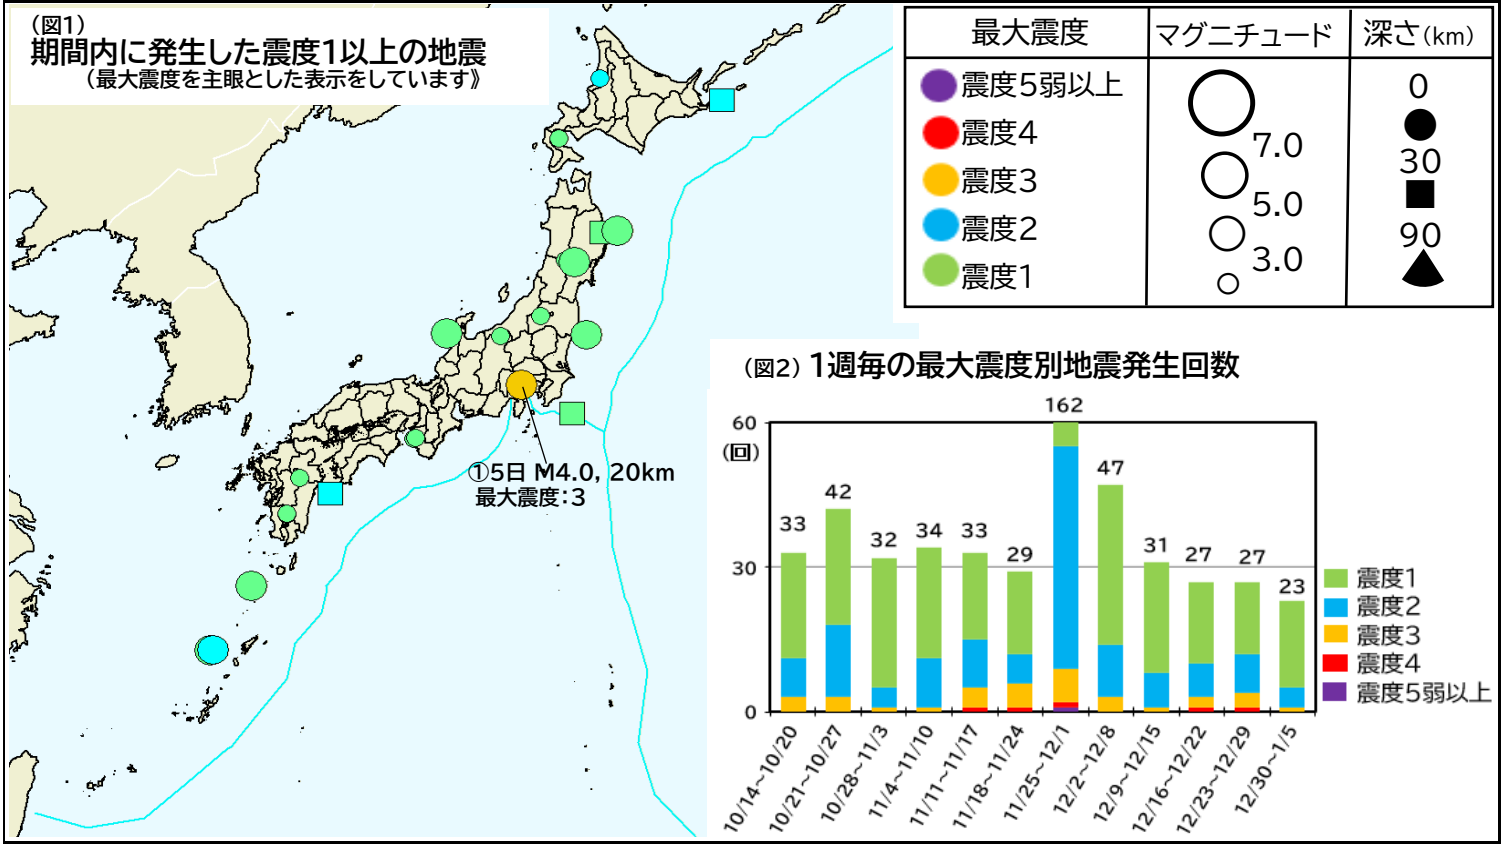 (図1)
期間内に発生した震度1以上の地震
(最大震度を主眼とした表示をしています》
①5日 M4.0, 20km
最大震度:3
最大震度
マグニチュード
深さ(km)
震度5弱以上
震度4
震度3
震度2
震度1
7.0
5.0
3.0
0
30
90
(図2) 1週毎の最大震度別地震発生回数
60
(回)
30
0
33
42
32
34
33
29
162
47
31
27
27
23
10/14~10/20
10/21~10/27
10/28~11/3
11/4~11/10
11/11~11/17
11/18~11/24
11/25~12/1
12/2~12/8
12/9~12/15
12/16~12/22
12/23~12/29
12/30~1/5
震度1
震度2
震度3
震度4
震度5弱以上